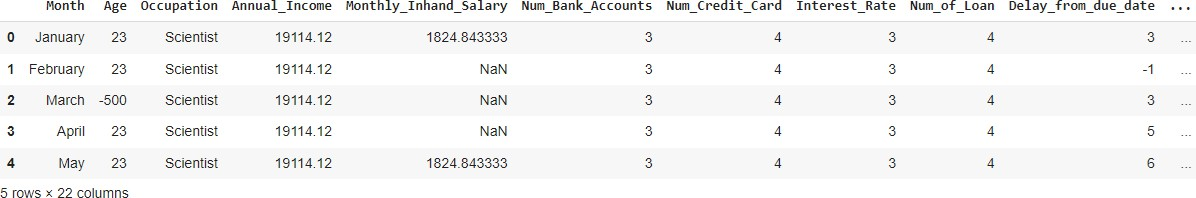 Month Age Occupation Annual_Income Monthly_Inhand_Salary Num_Bank_Accounts Num_Credit_Card Interest_Rate Num_of_Loan Delay_from_due_date ...
0 January 23 Scientist 19114.12 1824.843333 3 4 3 4 3 ...
1 February 23 Scientist 19114.12 NaN 3 4 3 4 -1 ...
2 March -500 Scientist 19114.12 NaN 3 4 3 4 3 ...
3 April 23 Scientist 19114.12 NaN 3 4 3 4 5 ...
4 May 23 Scientist 19114.12 1824.843333 3 4 3 4 6 ...
5 rows × 22 columns